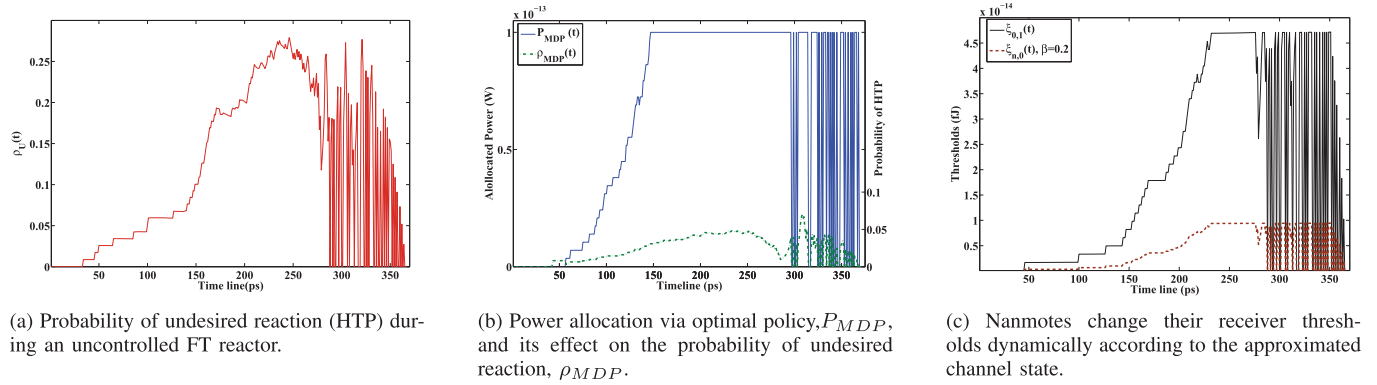 0.25
0.2
0.15
0.1
0.05
0
ρU(t)
50 100 150 200 250 300 350
Time line(ps)
(a) Probability of undesired reaction (HTP) dur-
ing an uncontrolled FT reactor.
x 10^-13
1
0.5
0
Alollocated Power (W)
PMDP (t)
ρMDP(t)
0.1
0.05
0
Probability of HTP
50 100 150 200 250 300 350
Timeline (ps)
(b) Power allocation via optimal policy,PMDP,
and its effect on the probability of undesired
reaction, ρMDP.
x 10^-14
4.5
4
3.5
3
2.5
2
1.5
1
0.5
Thresholds (fJ)
ξ0,1(t)
ξn,0(t), β=0.2
50 100 150 200 250 300 350
Time line (ps)
(c) Nanmotes change their receiver thresh-
olds dynamically according to the approximated
channel state.